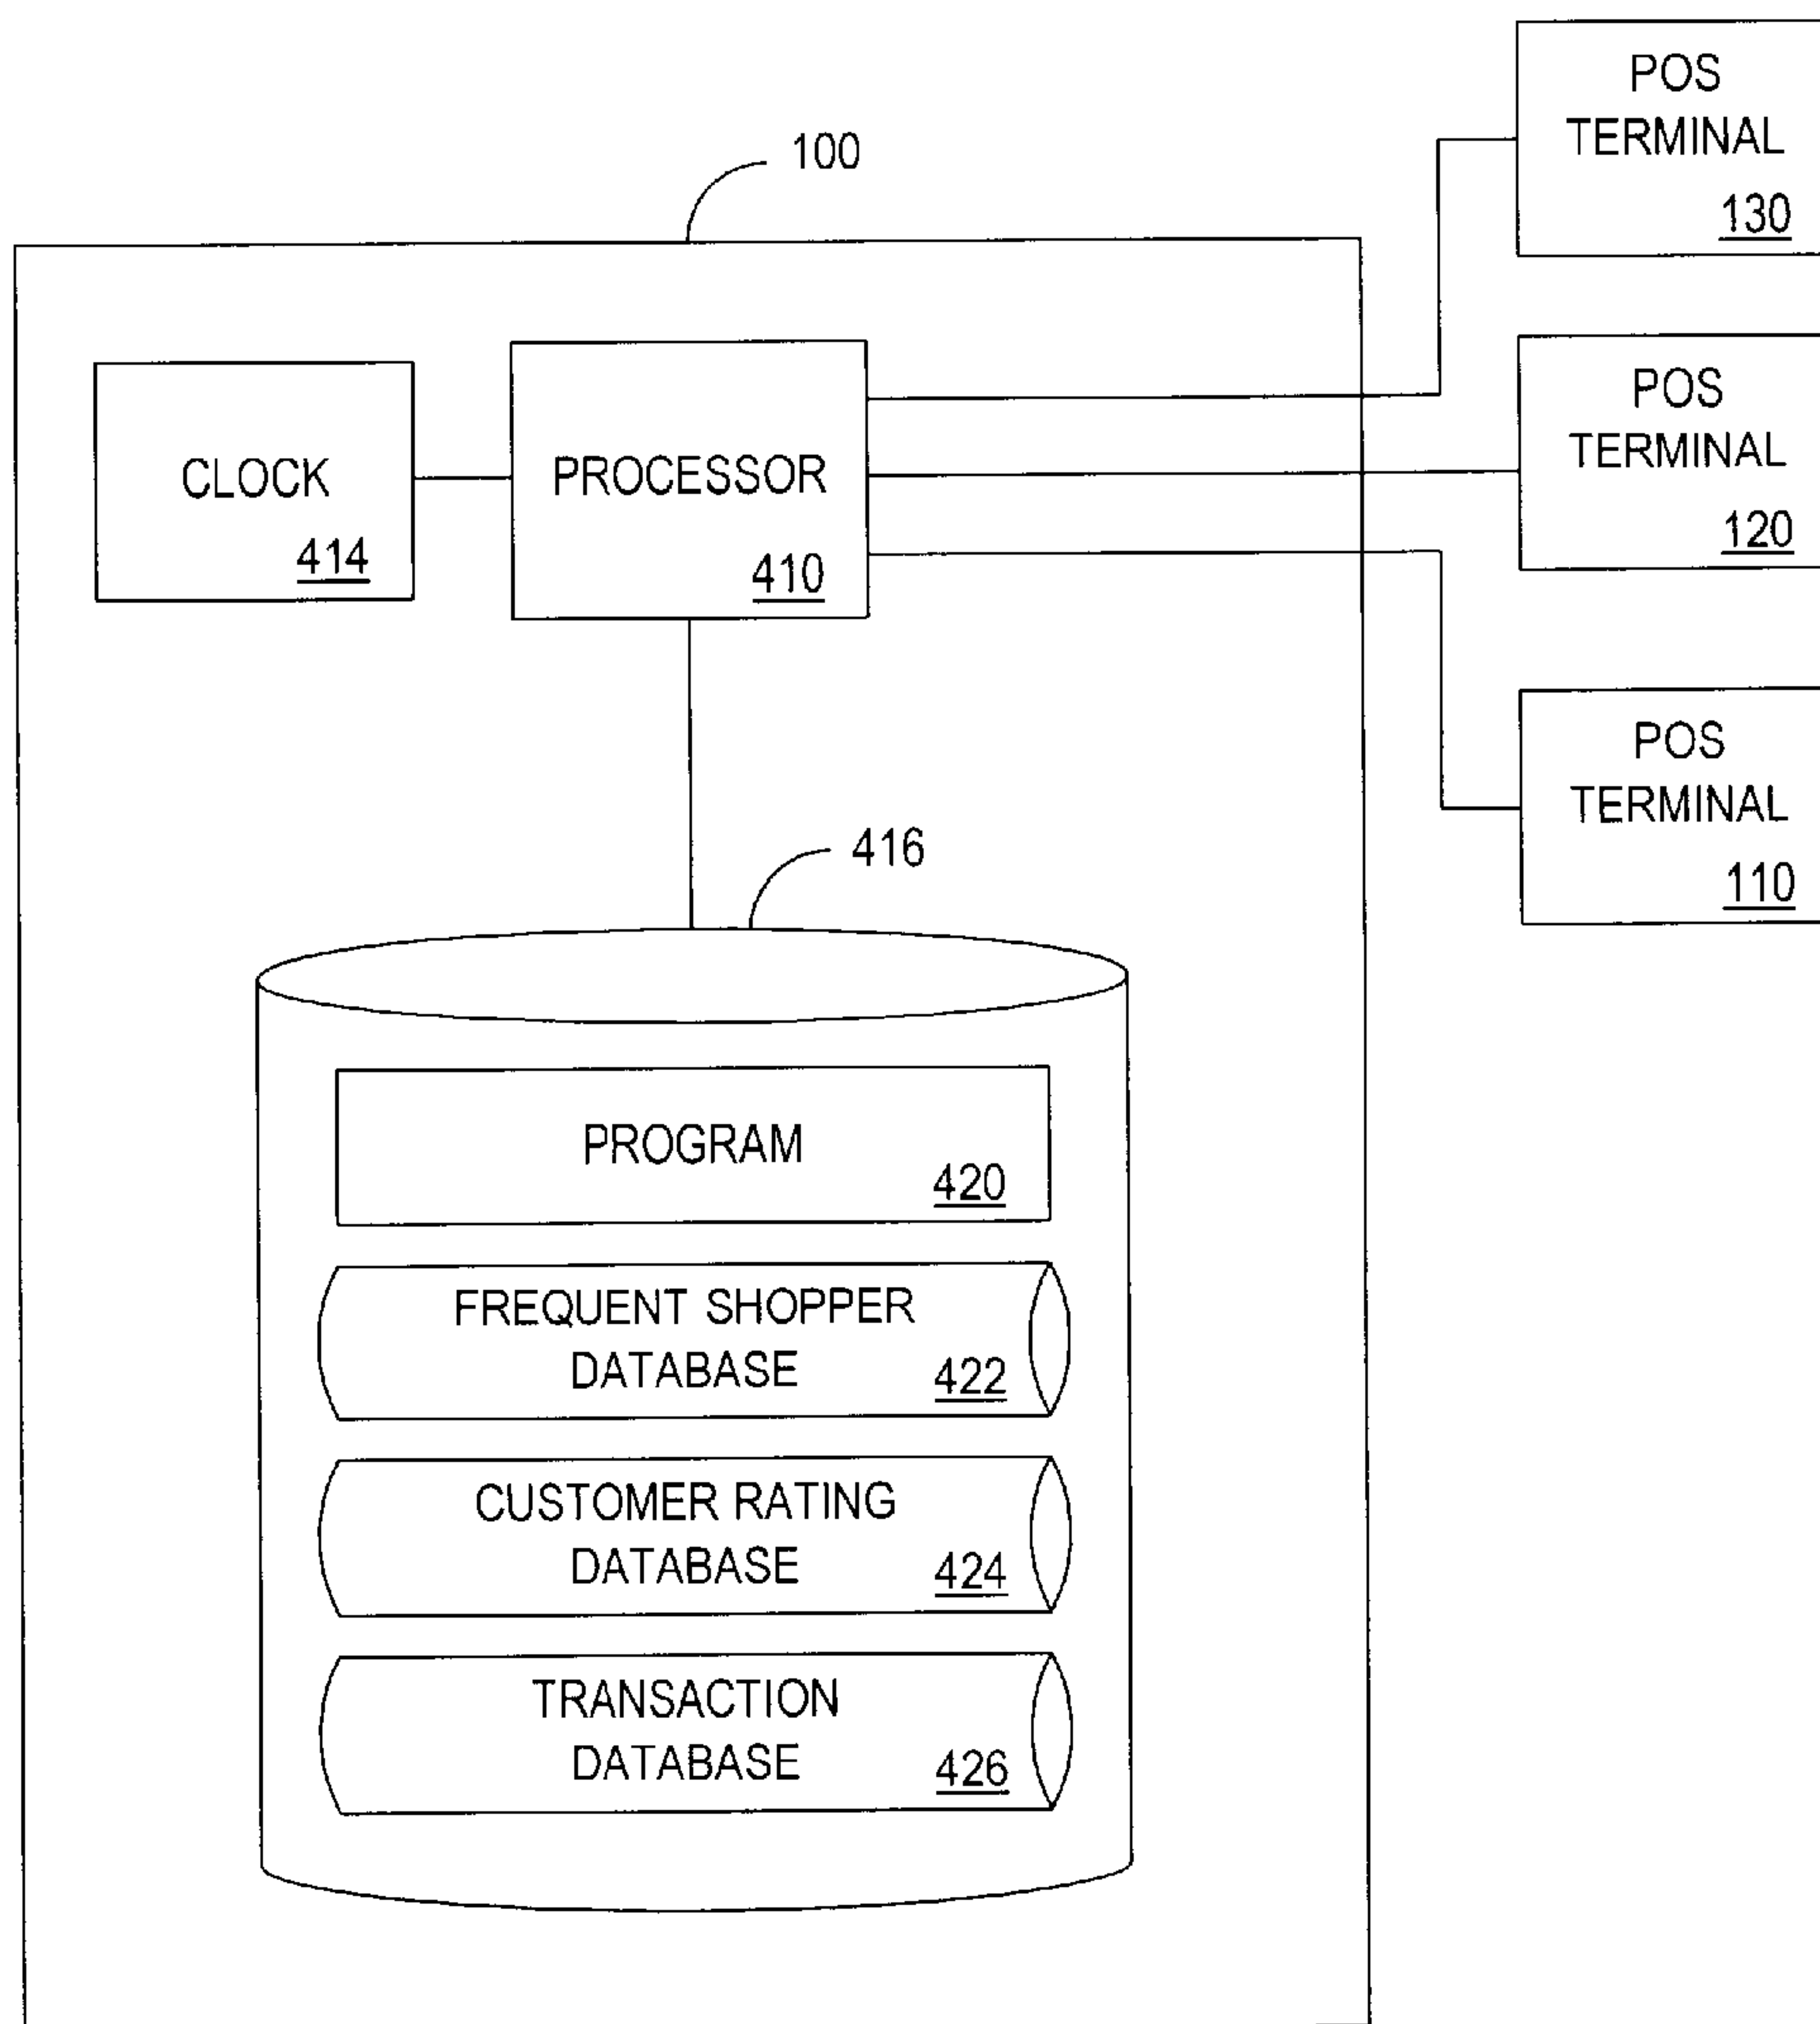 POS
TERMINAL
130
100
POS
TERMINAL
120
CLOCK
414
PROCESSOR
410
POS
TERMINAL
110
416
PROGRAM
420
FREQUENT SHOPPER
DATABASE 422
CUSTOMER RATING
DATABASE 424
TRANSACTION
DATABASE 426